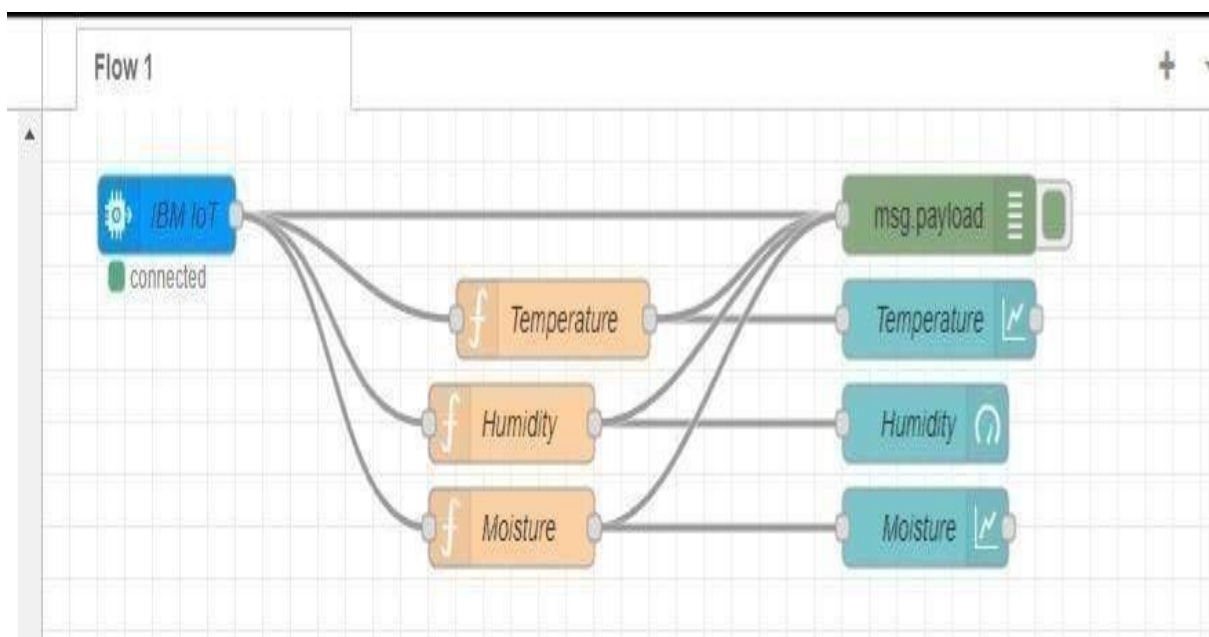 Flow 1
IBM IoT
msg.payload
connected
Temperature
Temperature
Humidity
Humidity
Moisture
Moisture